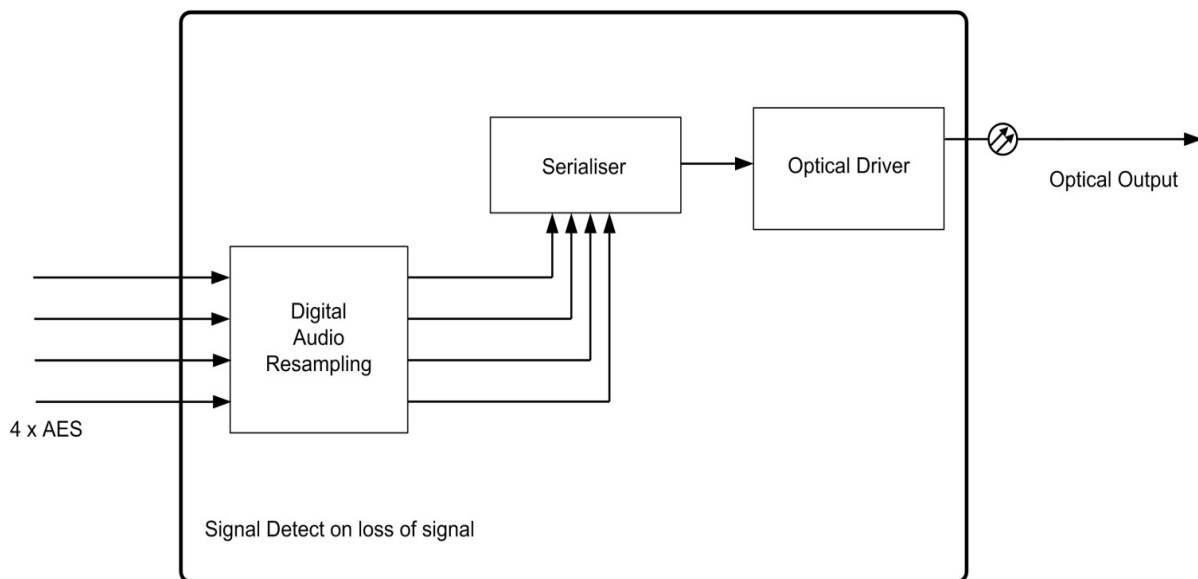 Serialiser
Optical Driver
Optical Output
Digital
Audio
Resampling
4 x AES
Signal Detect on loss of signal